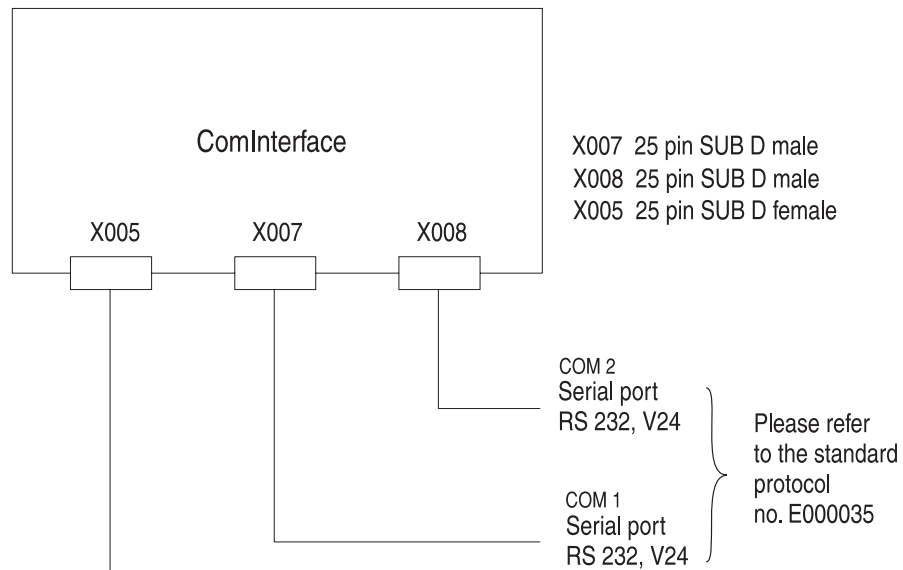 ComInterface
X007 25 pin SUB D male
X008 25 pin SUB D male
X005 25 pin SUB D female
X005 X007 X008
COM 2
Serial port
RS 232, V24
COM 1
Serial port
RS 232, V24
Please refer
to the standard
protocol
no. E000035